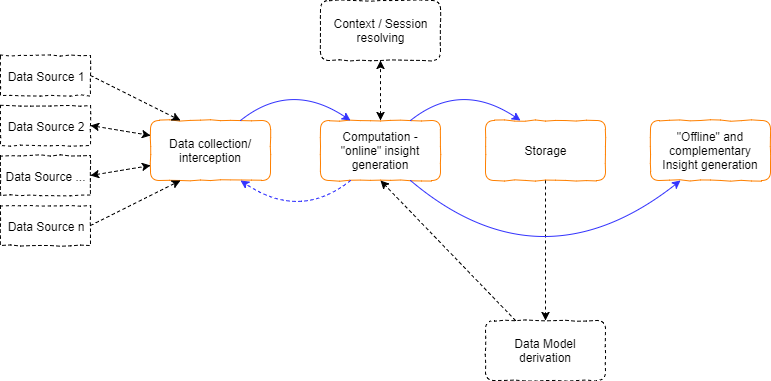 Context / Session
resolving
Data Source 1
Data Source 2
Data Source ...
Data Source n
Data collection/
interception
Computation -
"online" insight
generation
Storage
"Offline" and
complementary
Insight generation
Data Model
derivation